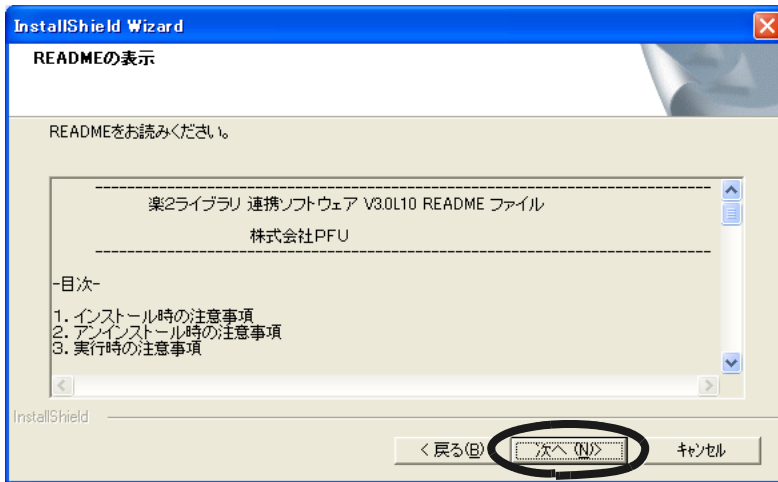 InstallShield Wizard
READMEの表示
READMEをお読みください。
--------------------------------------------------------------------------------
楽2ライブラリ 連携ソフトウェア V3.0L10 README ファイル
株式会社PFU
--------------------------------------------------------------------------------
-目次-
1. インストール時の注意事項
2. アンインストール時の注意事項
3. 実行時の注意事項
InstallShield
< 戻る(B) 次へ (N)> キャンセル